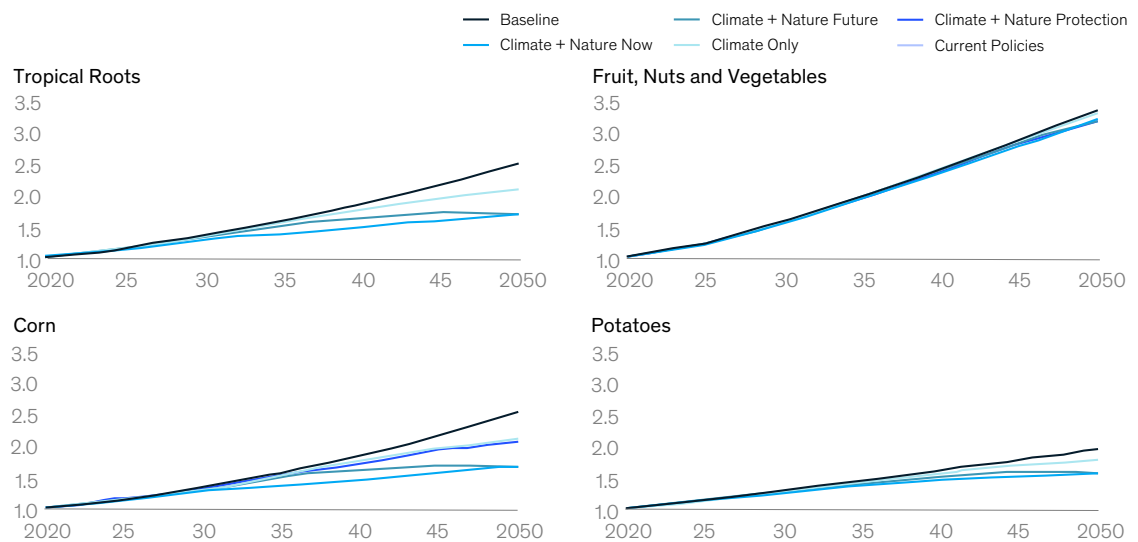 Baseline
Climate + Nature Future
Climate + Nature Protection
Climate + Nature Now
Climate Only
Current Policies
Tropical Roots
3.5
3.0
2.5
2.0
1.5
1.0
2020 25 30 35 40 45 2050
Fruit, Nuts and Vegetables
3.5
3.0
2.5
2.0
1.5
1.0
2020 25 30 35 40 45 2050
Corn
3.5
3.0
2.5
2.0
1.5
1.0
2020 25 30 35 40 45 2050
Potatoes
3.5
3.0
2.5
2.0
1.5
1.0
2020 25 30 35 40 45 2050